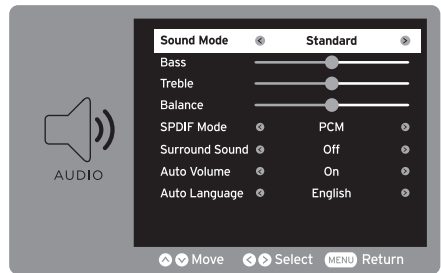 Sound Mode Standard
Bass
Treble
Balance
SPDIF Mode PCM
Surround Sound Off
Auto Volume On
Auto Language English
AUDIO
Move Select MENU Return